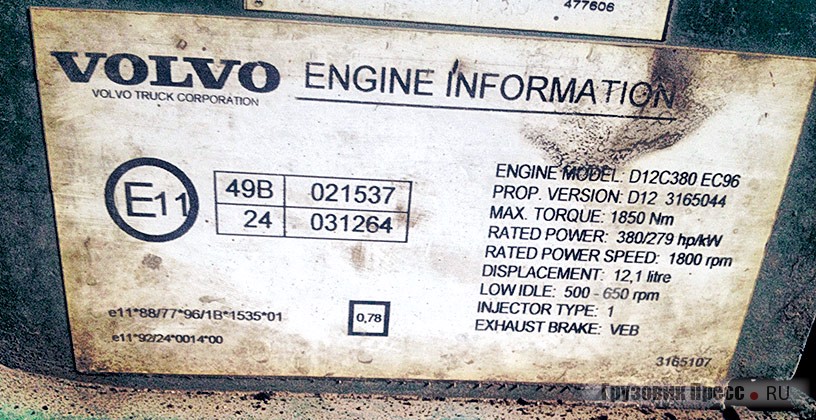 477606
VOLVO
VOLVO TRUCK CORPORATION
ENGINE INFORMATION
E11
49B 021537
24 031264
ENGINE MODEL: D12C380 EC96
PROP. VERSION: D12 3165044
MAX. TORQUE: 1850 Nm
RATED POWER: 380/279 hp/kW
RATED POWER SPEED: 1800 rpm
DISPLACEMENT: 12,1 litre
LOW IDLE: 500 - 650 rpm
INJECTOR TYPE: 1
EXHAUST BRAKE: VEB
e11*88/77*96/1B*1535*01
0,78
e11*92/24*0014*00
3165107
Грузовик Пресс.RU